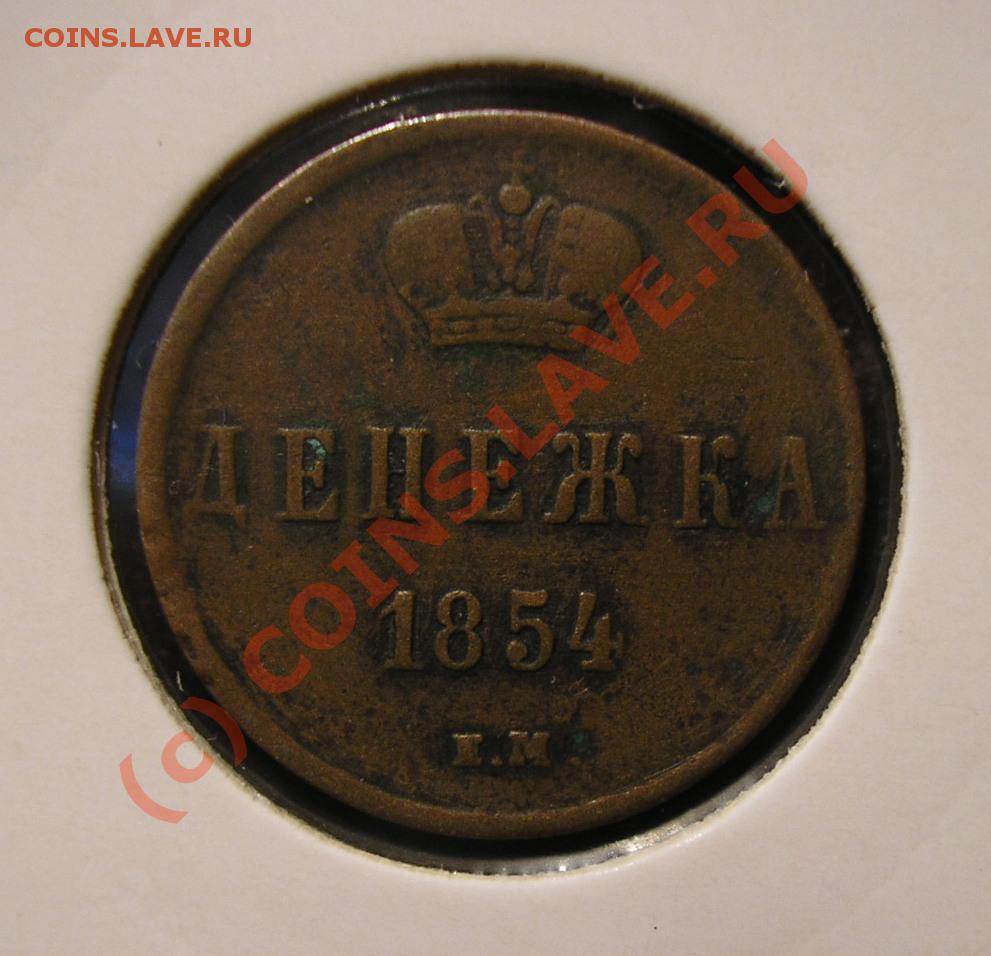 COINS.LAVE.RU
ДЕНЕЖКА
1854
Е.М.
(c) COINS.LAVE.RU